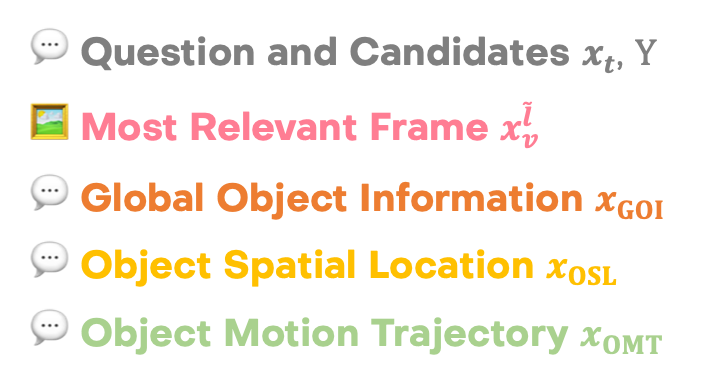 💬 Question and Candidates xₜ, Y
🖼️ Most Relevant Frame x_v^l̃
💬 Global Object Information x_GOI
💬 Object Spatial Location x_OSL
💬 Object Motion Trajectory x_OMT